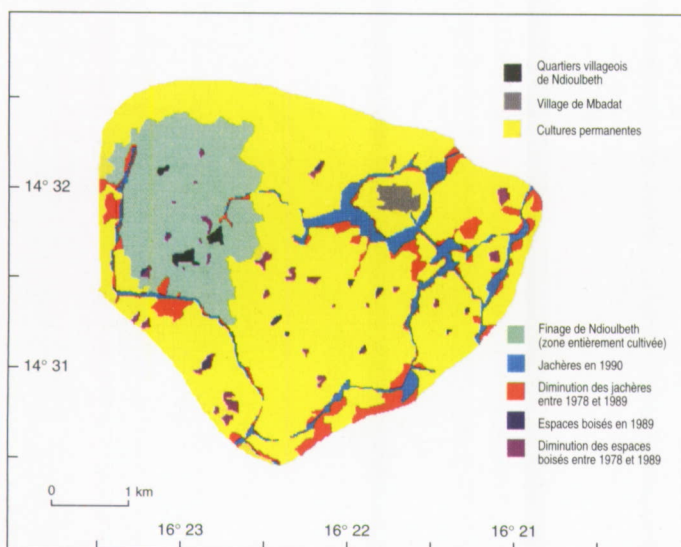 Quartiers villageois
de Ndioulbeth
Village de Mbadat
Cultures permanentes
14° 32
Finage de Ndioulbeth
(zone entièrement cultivée)
Jachères en 1990
14° 31
Diminution des jachères
entre 1978 et 1989
Espaces boisés en 1989
Diminution des espaces
boisés entre 1978 et 1989
0 1 km
16° 23 16° 22 16° 21